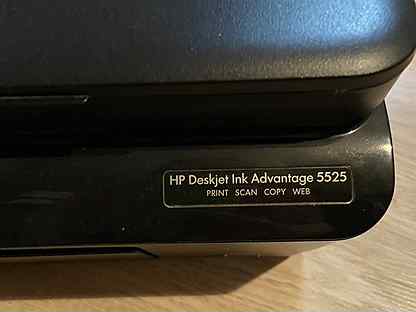 HP Deskjet Ink Advantage 5525
PRINT SCAN COPY WEB